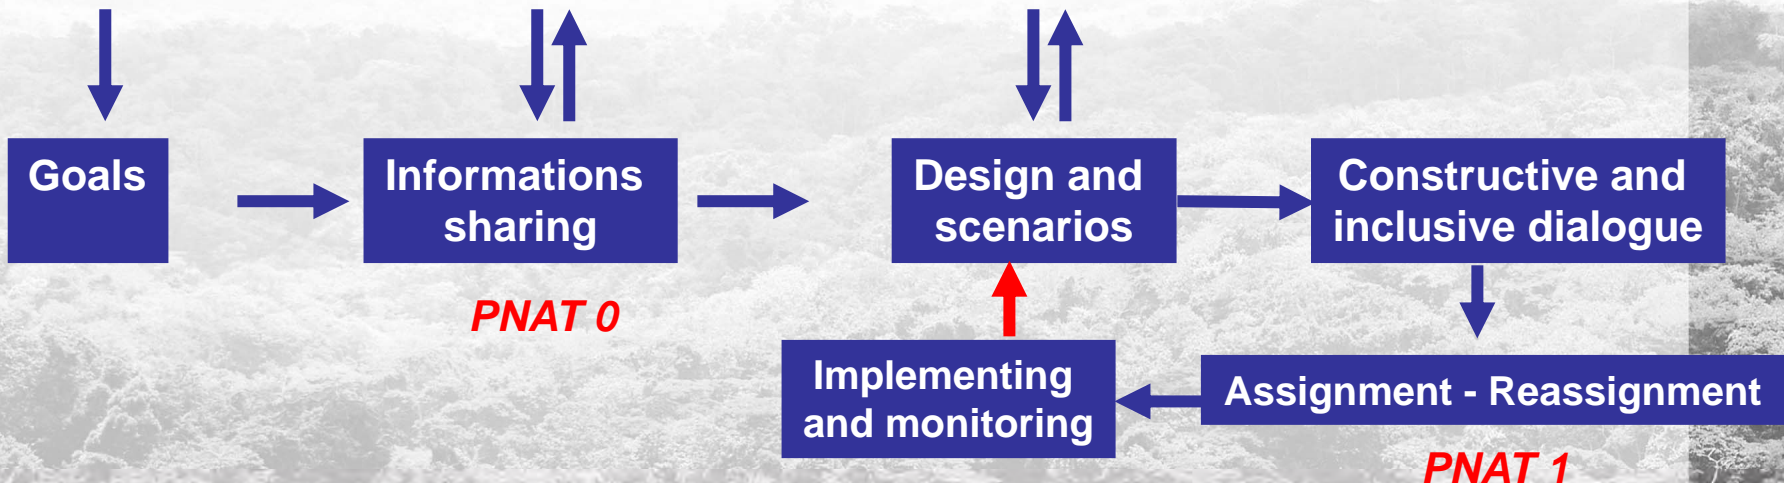 Goals
Informations
sharing
Design and
scenarios
Constructive and
inclusive dialogue
PNAT 0
Implementing
and monitoring
Assignment - Reassignment
PNAT 1